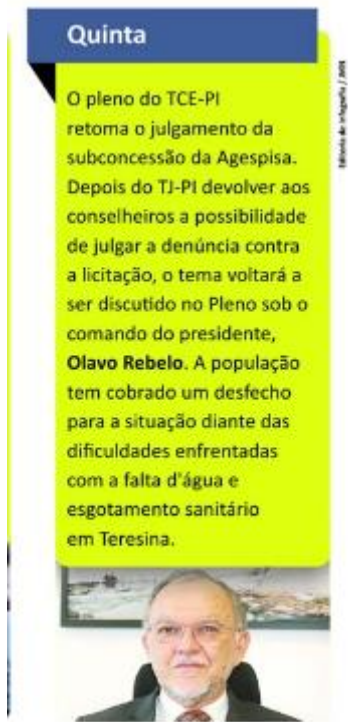 Quinta
O pleno do TCE-PI
retoma o julgamento da
subconcessão da Agespisa.
Depois do TJ-PI devolver aos
conselheiros a possibilidade
de julgar a denúncia contra
a licitação, o tema voltará a
ser discutido no Pleno sob o
comando do presidente,
Olavo Rebelo. A população
tem cobrado um desfecho
para a situação diante das
dificuldades enfrentadas
com a falta d'água e
esgotamento sanitário
em Teresina.